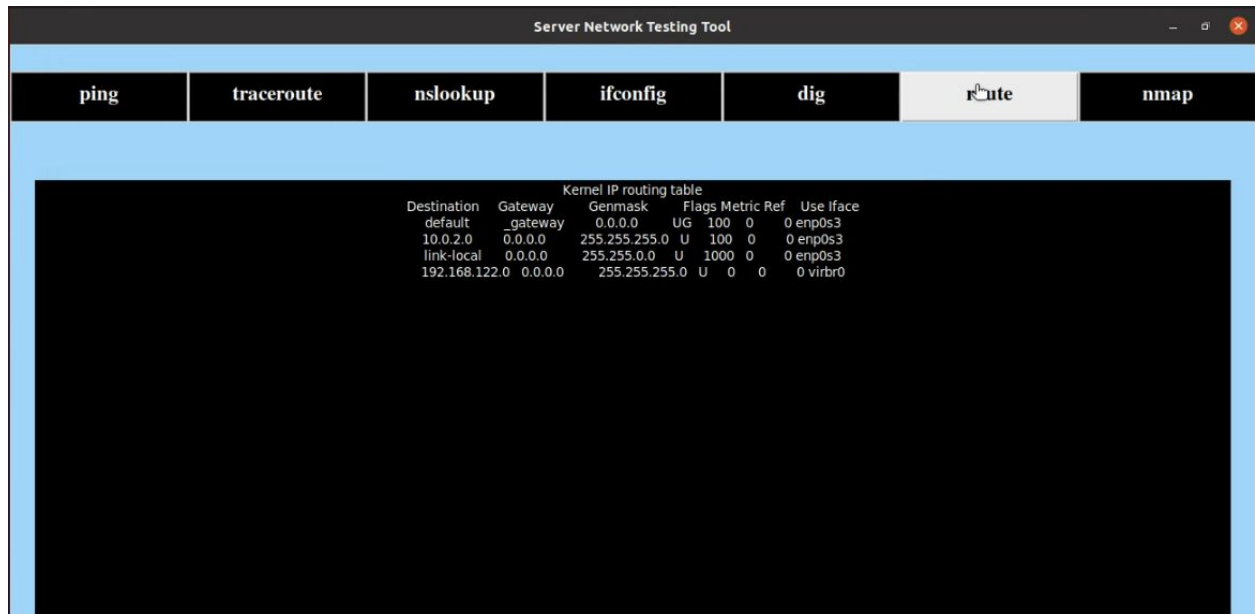 Server Network Testing Tool
ping traceroute nslookup ifconfig dig route nmap
Kernel IP routing table
Destination Gateway Genmask Flags Metric Ref Use Iface
default _gateway 0.0.0.0 UG 100 0 0 enp0s3
10.0.2.0 0.0.0.0 255.255.255.0 U 100 0 0 enp0s3
link-local 0.0.0.0 255.255.0.0 U 1000 0 0 enp0s3
192.168.122.0 0.0.0.0 255.255.255.0 U 0 0 0 virbr0